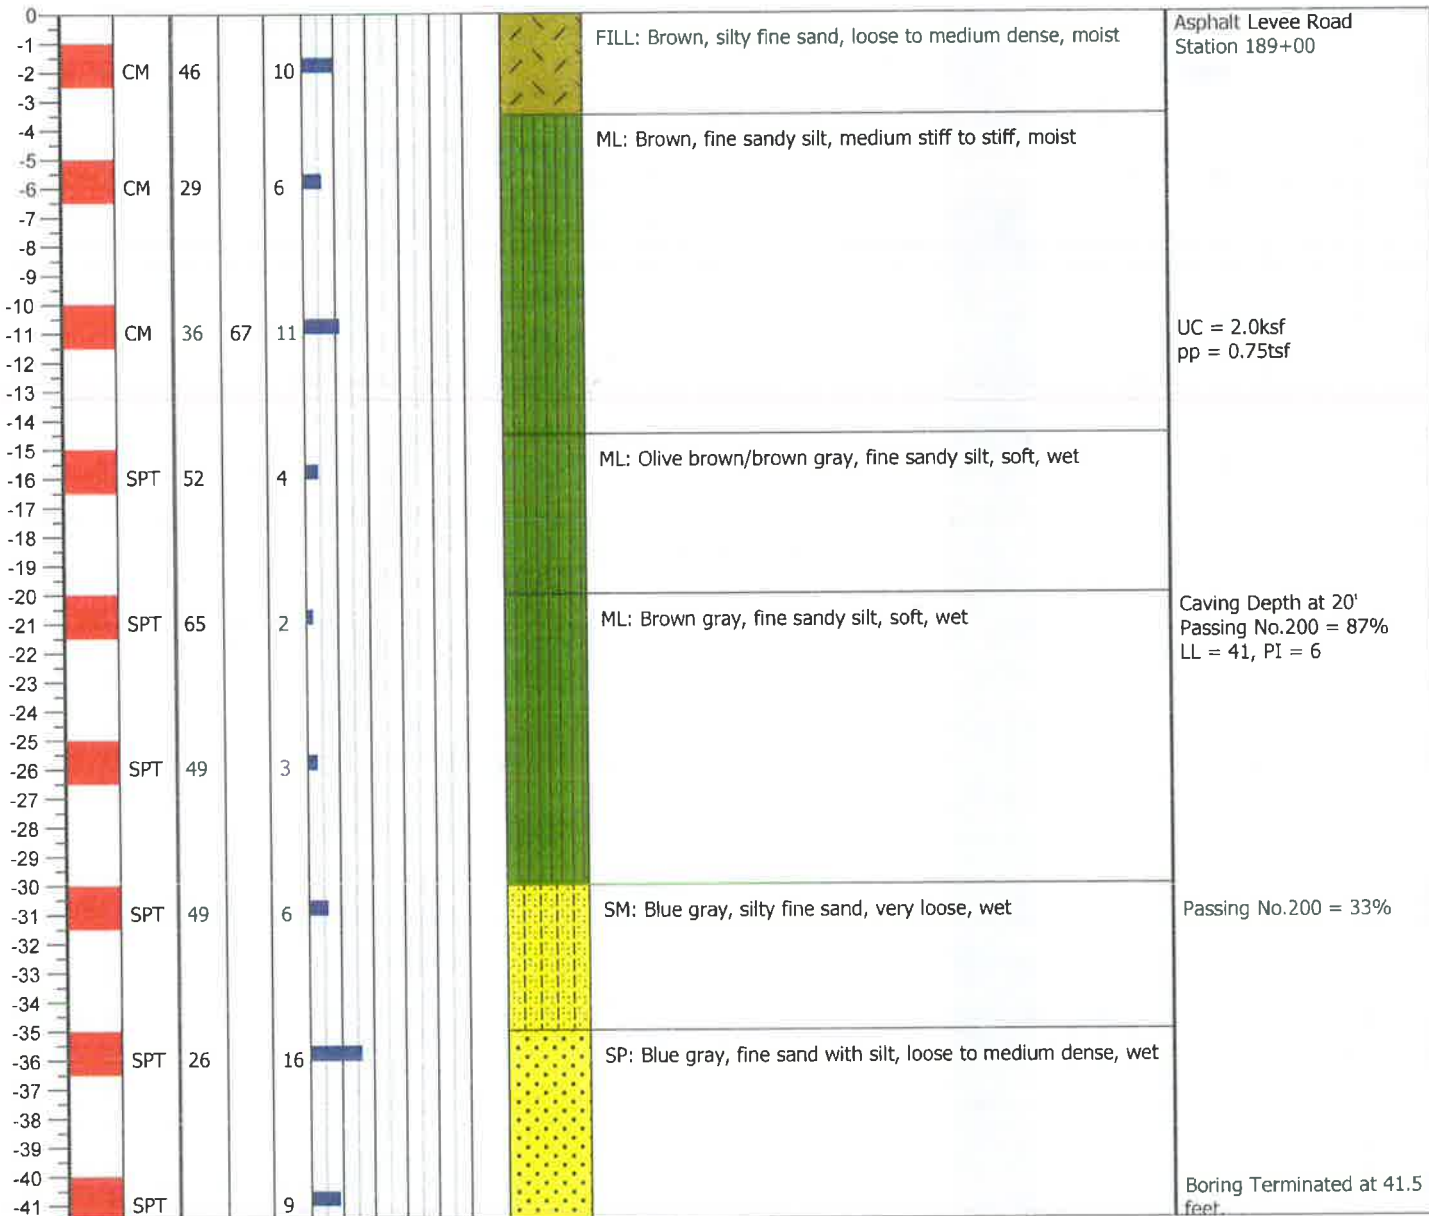 0
Asphalt Levee Road
FILL: Brown, silty fine sand, loose to medium dense, moist
-1
Station 189+00
-2 CM 46 10
-3
-4
ML: Brown, fine sandy silt, medium stiff to stiff, moist
-5
-6 CM 29 6
-7
-8
-9
-10
-11 CM 36 67 11
UC = 2.0ksf
pp = 0.75tsf
-12
-13
-14
-15
ML: Olive brown/brown gray, fine sandy silt, soft, wet
-16 SPT 52 4
-17
-18
-19
-20
Caving Depth at 20'
-21 SPT 65 2
ML: Brown gray, fine sandy silt, soft, wet
Passing No.200 = 87%
LL = 41, PI = 6
-22
-23
-24
-25
-26 SPT 49 3
-27
-28
-29
-30
-31 SPT 49 6
SM: Blue gray, silty fine sand, very loose, wet
Passing No.200 = 33%
-32
-33
-34
-35
-36 SPT 26 16
SP: Blue gray, fine sand with silt, loose to medium dense, wet
-37
-38
-39
-40
Boring Terminated at 41.5
feet.
-41 SPT 9